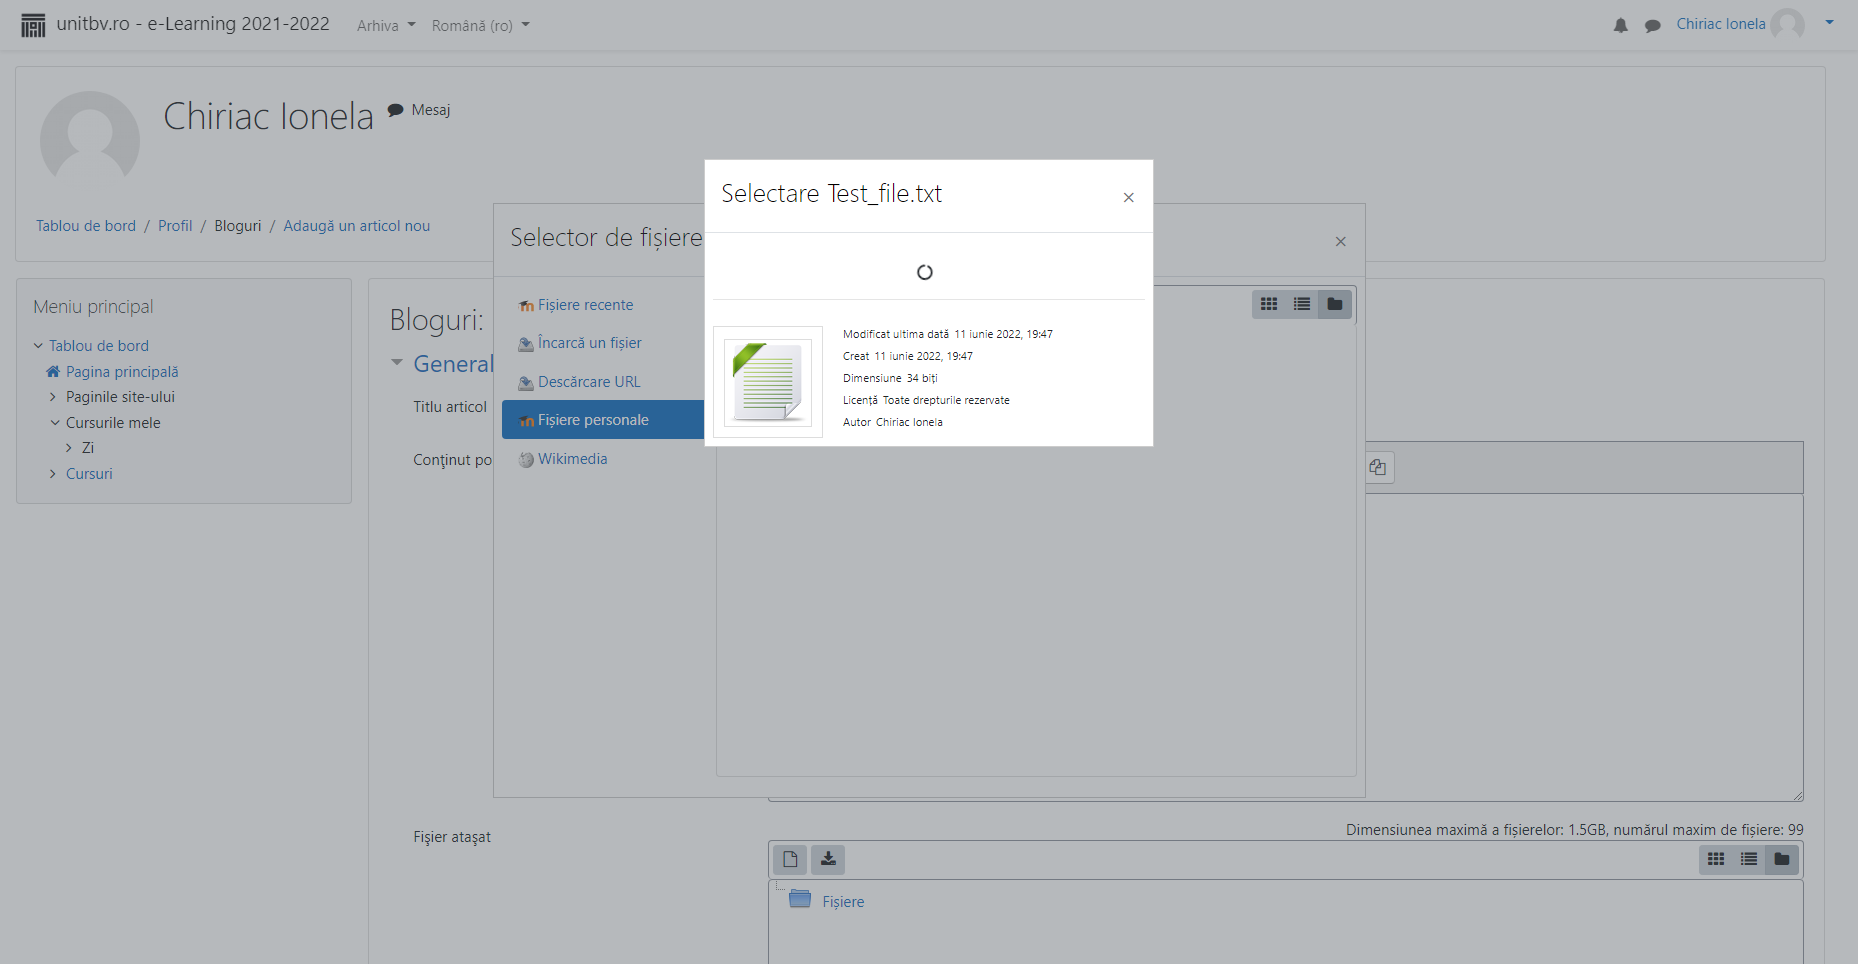 unitbv.ro - e-Learning 2021-2022
Arhiva
Română (ro)
Chiriac Ionela
Chiriac Ionela
Mesaj
Tablou de bord / Profil / Bloguri / Adaugă un articol nou
Meniu principal
Tablou de bord
Pagina principală
Paginile site-ului
Cursurile mele
Zi
Cursuri
Bloguri:
General
Titlu articol
Conţinut po
Selector de fișiere
×
Fișiere recente
Încarcă un fișier
Descărcare URL
Fișiere personale
Wikimedia
Selectare Test_file.txt
×
Modificat ultima dată 11 iunie 2022, 19:47
Creat 11 iunie 2022, 19:47
Dimensiune 34 biți
Licență Toate drepturile rezervate
Autor Chiriac Ionela
Fişier ataşat
Dimensiunea maximă a fișierelor: 1.5GB, numărul maxim de fișiere: 99
Fișiere